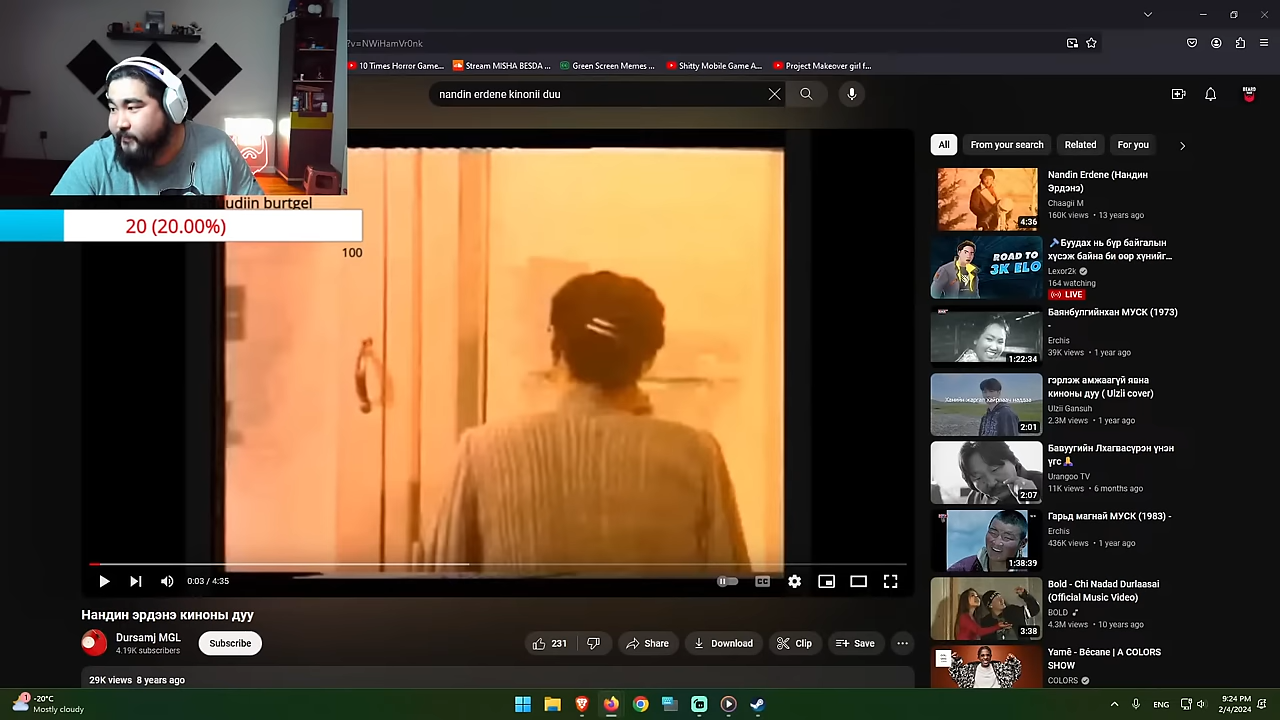 ?v=NWiHamVr0nk
10 Times Horror Game...
Stream MISHA BESDA ...
Green Screen Memes ...
Shitty Mobile Game A...
Project Makeover girl f...
nandin erdene kinonii duu
udiin burtgel
20 (20.00%)
100
0:03 / 4:35
Нандин эрдэнэ киноны дуу
Dursamj MGL
4.19K subscribers
Subscribe
231
Share
Download
Clip
Save
29K views 8 years ago
All
From your search
Related
For you
4:36
Nandin Erdene (Нандин
Эрдэнэ)
Chaagii M
160K views • 13 years ago
ROAD TO
3K ELO
🔎Буудах нь бүр байгалын
хүсэж байна би өөр хүнийг...
Lexor2k
164 watching
LIVE
1:22:34
Баянбулгийнхан МУСК (1973)
-
Erchis
39K views • 1 year ago
Ханийн жаргал хайрлаач надаа
2:01
гэрлэж амжаагүй явна
киноны дуу ( Ulzii cover)
Ulzii Gansuh
2.3M views • 1 year ago
2:07
Бавуугийн Лхагвасүрэн үнэн
үгс
Urangoo TV
11K views • 6 months ago
1:38:39
Гарьд магнай МУСК (1983) -
Erchis
436K views • 1 year ago
3:38
Bold - Chi Nadad Durlaasai
(Official Music Video)
BOLD
4.3M views • 10 years ago
Yamê - Bécane | A COLORS
SHOW
COLORS
1
-20°C
Mostly cloudy
ENG
9:24 PM
2/4/2024